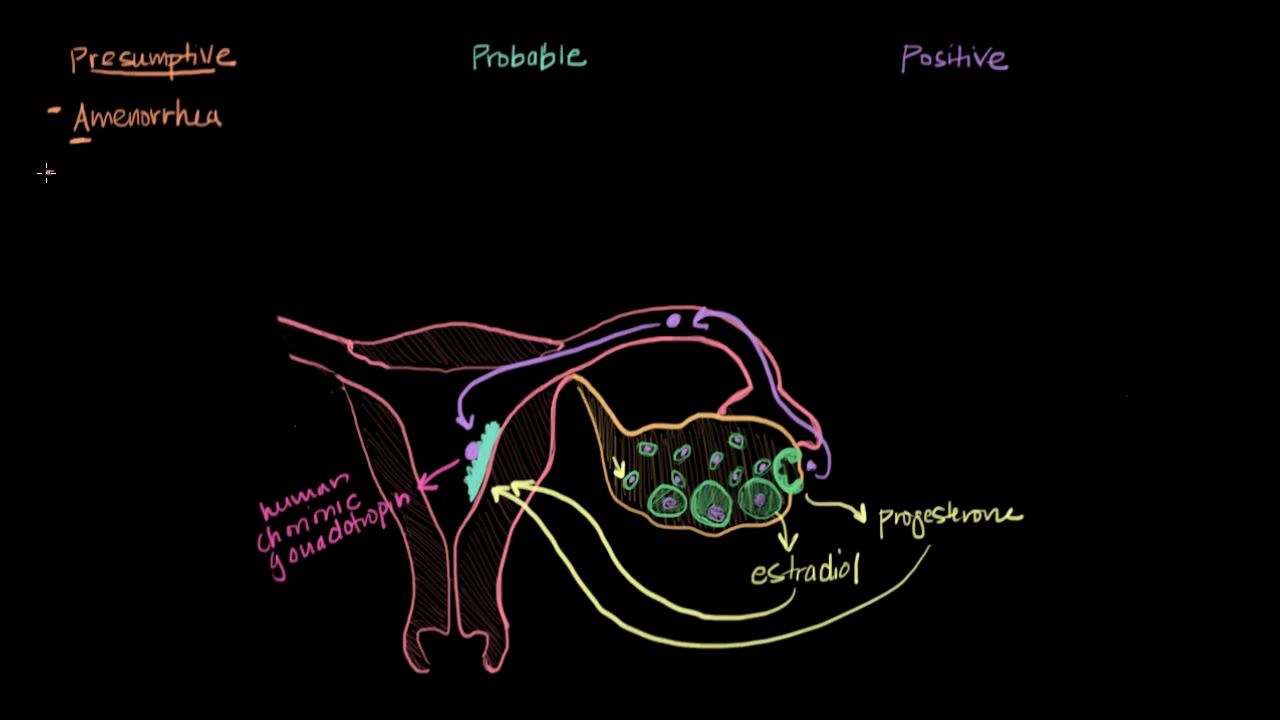 Presumptive
Probable
Positive
- Amenorrhea
-
human
chorionic
gonadotropin
progesterone
estradiol